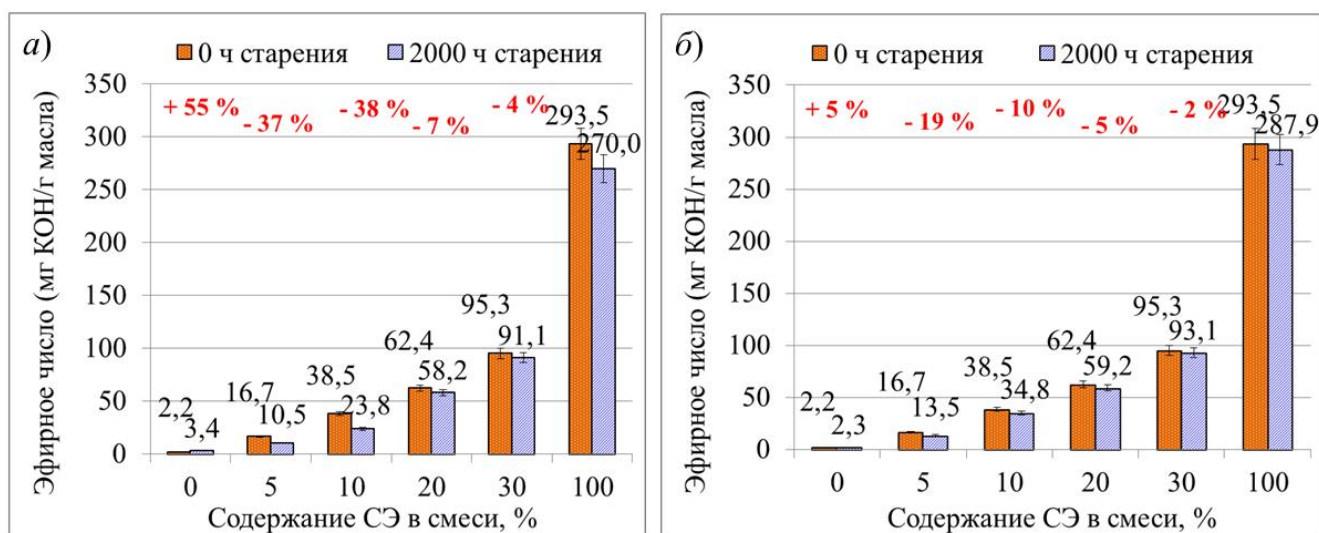 а)
0 ч старения 2000 ч старения
Эфирное число (мг КОН/г масла)
350
300
250
200
150
100
50
0
+ 55 %
- 37 %
- 38 %
- 7 %
- 4 %
2,2
3,4
16,7
10,5
38,5
23,8
62,4
58,2
95,3
91,1
293,5
270,0
0 5 10 20 30 100
Содержание СЭ в смеси, %
б)
0 ч старения 2000 ч старения
Эфирное число (мг КОН/г масла)
350
300
250
200
150
100
50
0
+ 5 %
- 19 %
- 10 %
- 5 %
- 2 %
2,2
2,3
16,7
13,5
38,5
34,8
62,4
59,2
95,3
93,1
293,5
287,9
0 5 10 20 30 100
Содержание СЭ в смеси, %